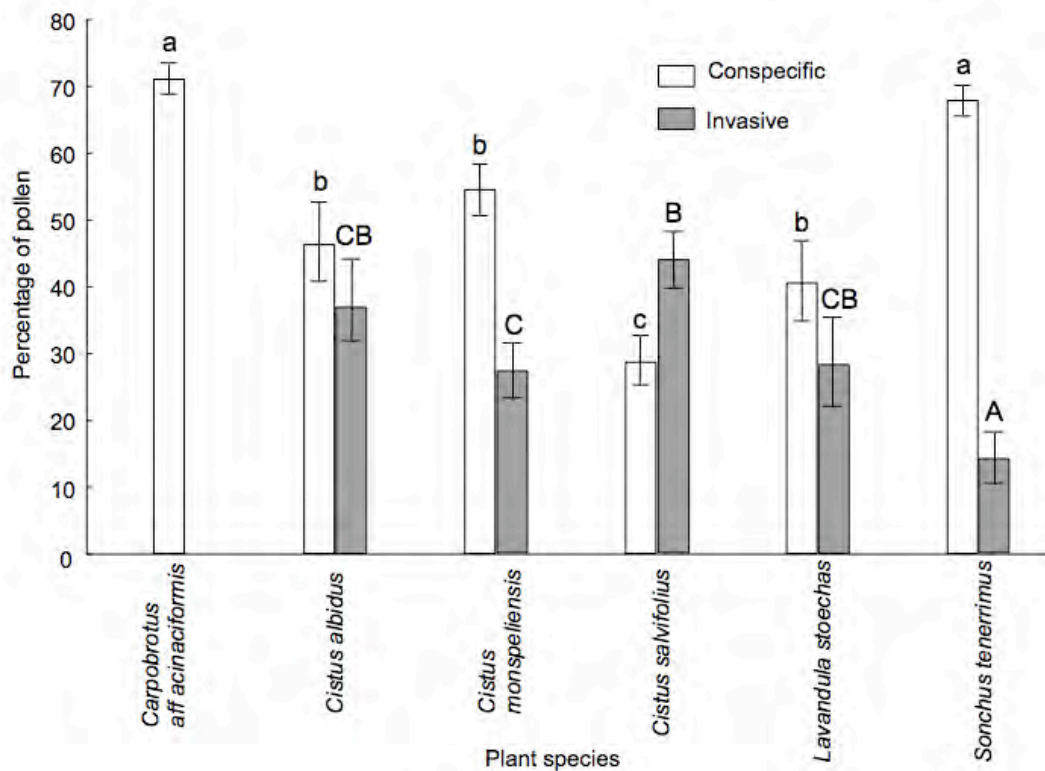 80
70
60
50
40
30
20
10
0
Percentage of pollen
Conspecific
Invasive
a
b
CB
b
C
c
B
b
CB
a
A
Carpobrotus
aff acinaciformis
Cistus albidus
Cistus
monspeliensis
Cistus salvifolius
Lavandula stoechas
Sonchus tenerrimus
Plant species